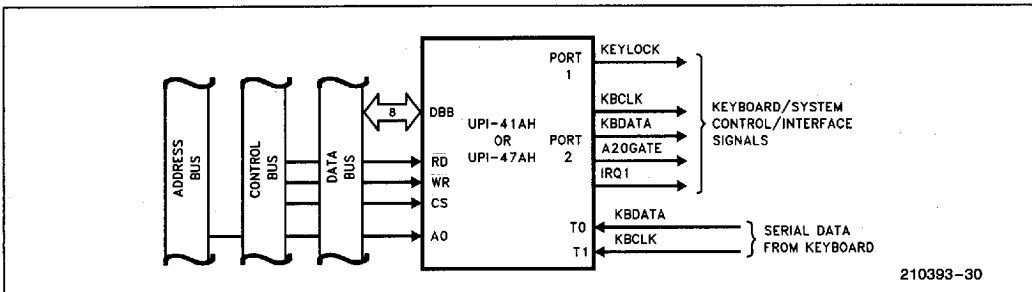 ADDRESS
BUS
CONTROL
BUS
DATA
BUS
8
DBB
RD
WR
CS
A0
UPI-41AH
OR
UPI-47AH
PORT
1
PORT
2
T0
T1
KEYLOCK
KBCLK
KBDATA
A20GATE
IRQ1
KBDATA
KBCLK
KEYBOARD/SYSTEM
CONTROL/INTERFACE
SIGNALS
SERIAL DATA
FROM KEYBOARD
210393-30